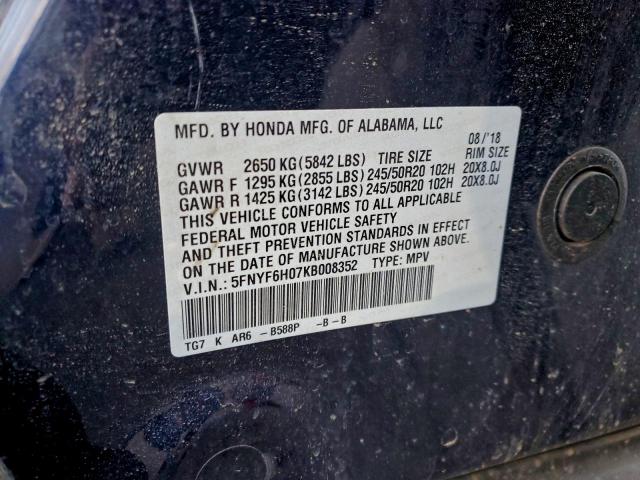 MFD. BY HONDA MFG. OF ALABAMA, LLC 08/'18
GVWR 2650 KG(5842 LBS) TIRE SIZE RIM SIZE
GAWR F 1295 KG(2855 LBS) 245/50R20 102H 20X8.0J
GAWR R 1425 KG(3142 LBS) 245/50R20 102H 20X8.0J
THIS VEHICLE CONFORMS TO ALL APPLICABLE
FEDERAL MOTOR VEHICLE SAFETY
AND THEFT PREVENTION STANDARDS IN EFFECT
ON THE DATE OF MANUFACTURE SHOWN ABOVE.
V.I.N.: 5FNYF6H07KB008352 TYPE: MPV
TG7 K AR6 -B588P -B-B